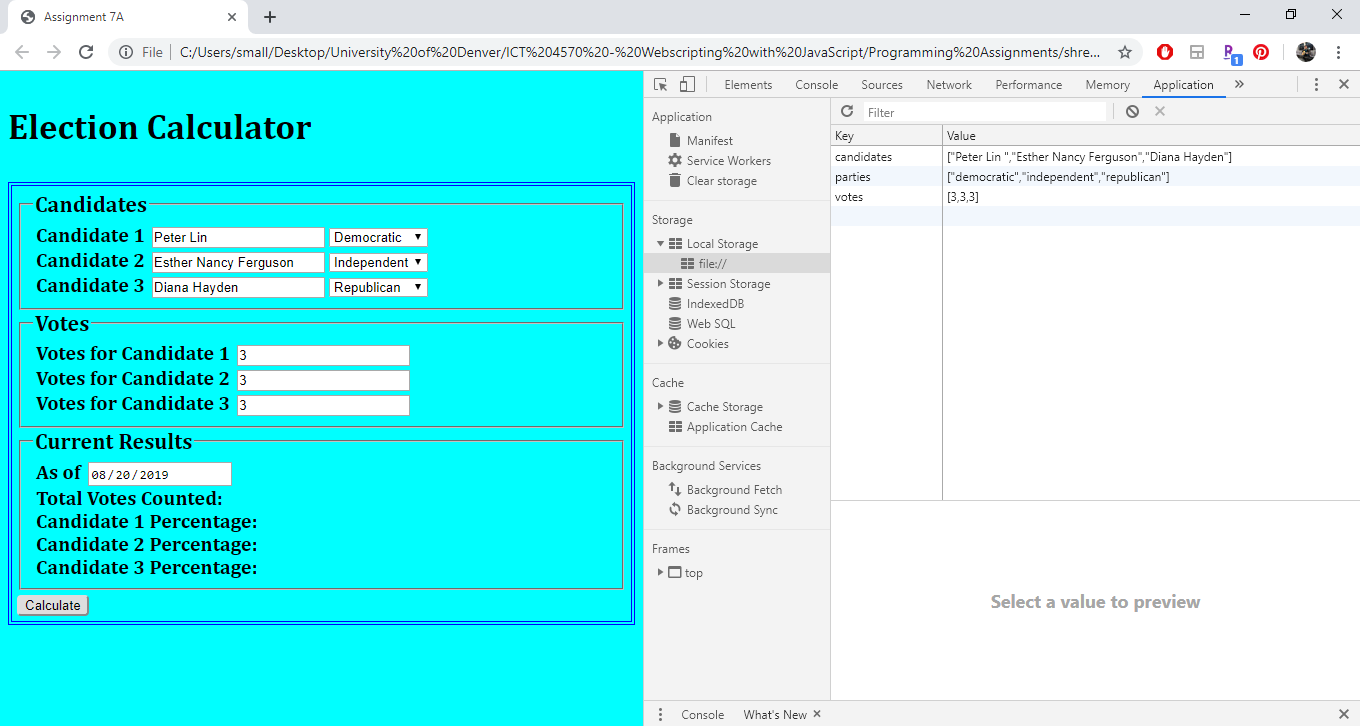 Assignment 7A
File
C:/Users/small/Desktop/University%20of%20Denver/ICT%204570%20-%20Webscripting%20with%20JavaScript/Programming%20Assignments/shre...
1
Election Calculator
Candidates
Candidate 1 Peter Lin Democratic
Candidate 2 Esther Nancy Ferguson Independent
Candidate 3 Diana Hayden Republican
Votes
Votes for Candidate 1 3
Votes for Candidate 2 3
Votes for Candidate 3 3
Current Results
As of 08/20/2019
Total Votes Counted:
Candidate 1 Percentage:
Candidate 2 Percentage:
Candidate 3 Percentage:
Calculate
Elements Console Sources Network Performance Memory Application
Application
Manifest
Service Workers
Clear storage
Storage
Local Storage
file://
Session Storage
IndexedDB
Web SQL
Cookies
Cache
Cache Storage
Application Cache
Background Services
Background Fetch
Background Sync
Frames
top
Filter
Key Value
candidates ["Peter Lin ","Esther Nancy Ferguson","Diana Hayden"]
parties ["democratic","independent","republican"]
votes [3,3,3]
Select a value to preview
Console What's New